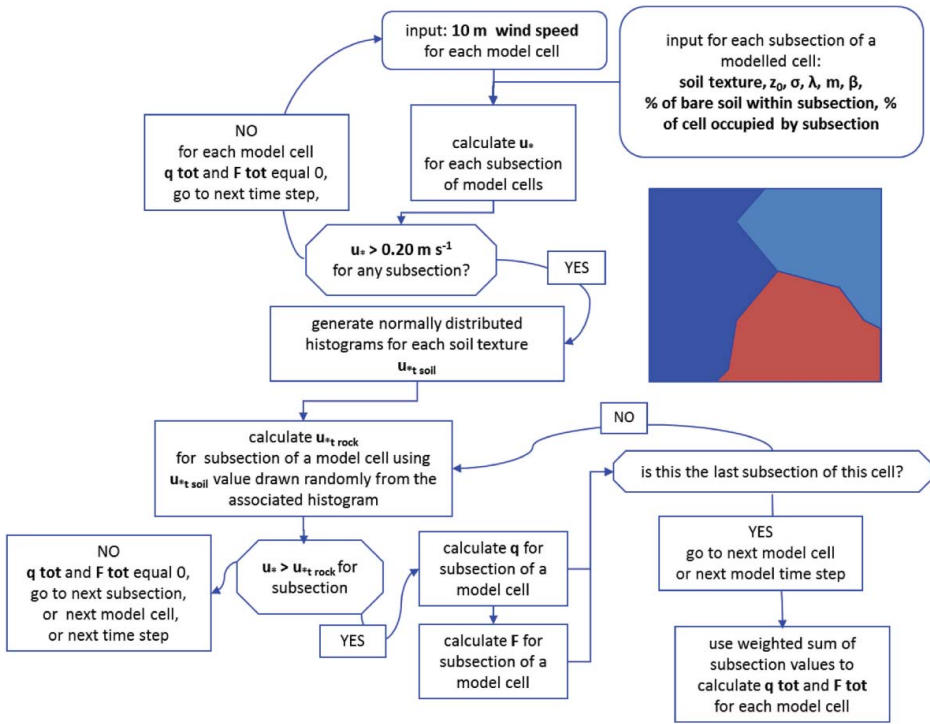 input: 10 m wind speed
for each model cell
input for each subsection of a
modelled cell:
soil texture, z₀, σ, λ, m, β,
% of bare soil within subsection, %
of cell occupied by subsection
NO
for each model cell
q tot and F tot equal 0,
go to next time step,
calculate u*
for each subsection
of model cells
u* > 0.20 m s⁻¹
for any subsection?
YES
generate normally distributed
histograms for each soil texture
u*t soil
calculate u*t rock
for subsection of a model cell using
u*t soil value drawn randomly from the
associated histogram
NO
is this the last subsection of this cell?
NO
q tot and F tot equal 0,
go to next subsection,
or next model cell,
or next time step
u* > u*t rock for
subsection
YES
calculate q for
subsection of a
model cell
calculate F for
subsection of a
model cell
YES
go to next model cell
or next model time step
use weighted sum of
subsection values to
calculate q tot and F tot
for each model cell